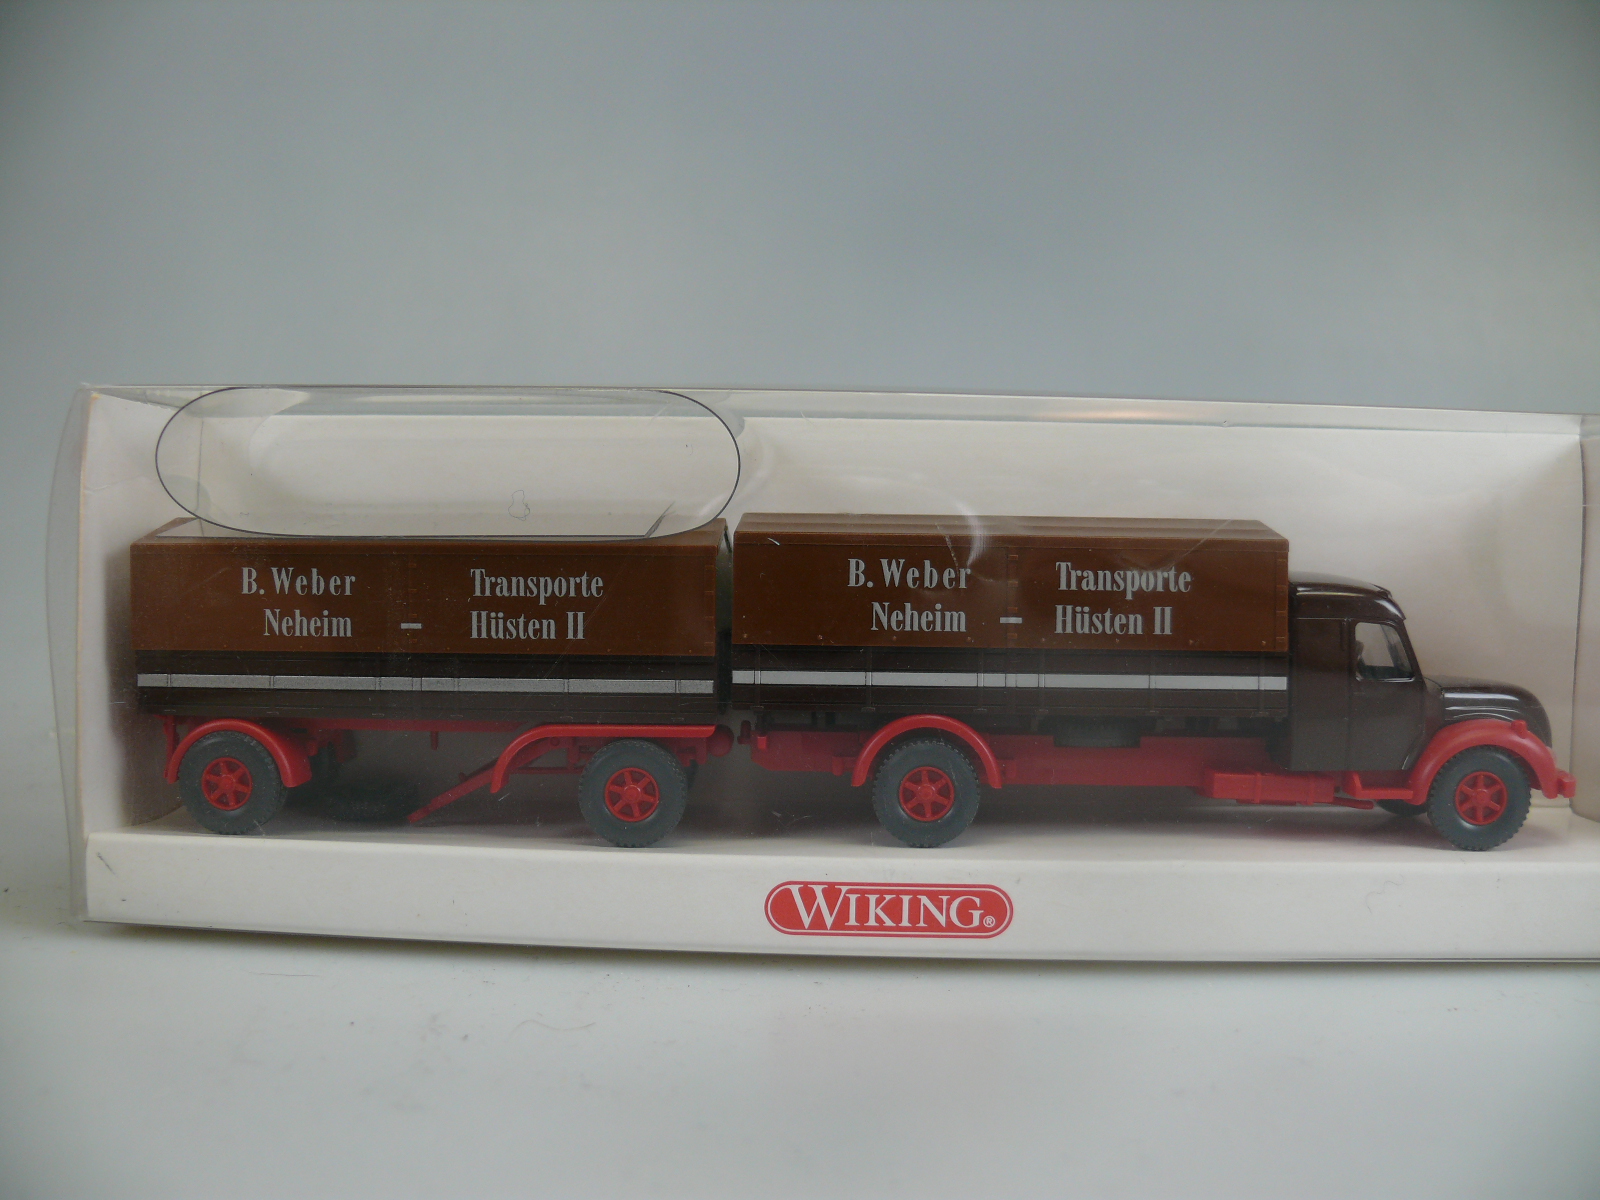 B. Weber Transporte
Neheim – Hüsten II
B. Weber Transporte
Neheim – Hüsten II
WIKING®